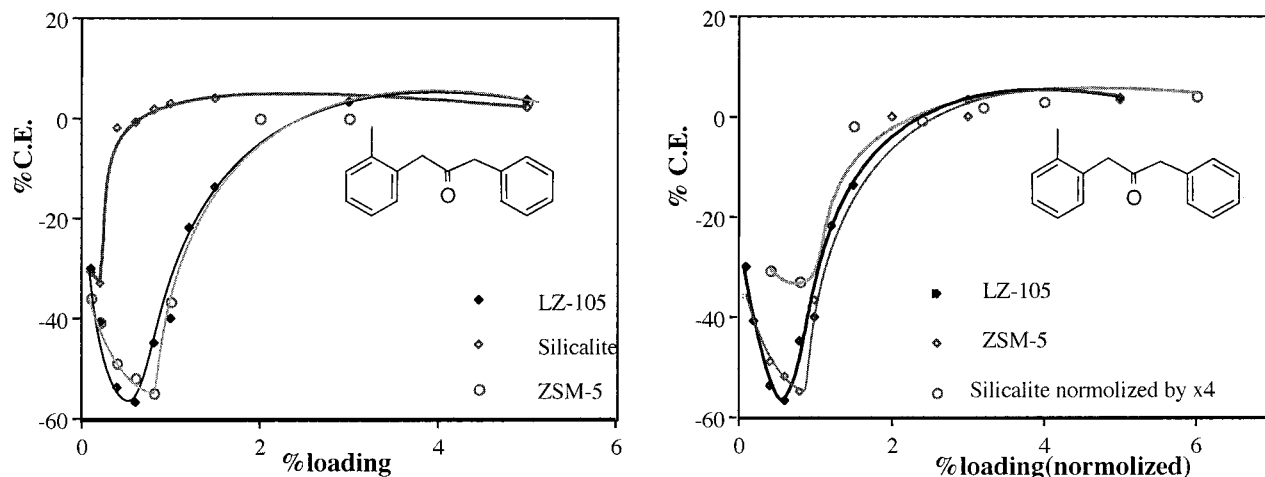 20
0
-20
-40
-60
%C.E.
0
2
4
6
%loading
O
LZ-105
Silicalite
ZSM-5
20
0
-20
-40
-60
% C.E.
0
2
4
6
%loading(normolized)
O
LZ-105
ZSM-5
Silicalite normolized by x4